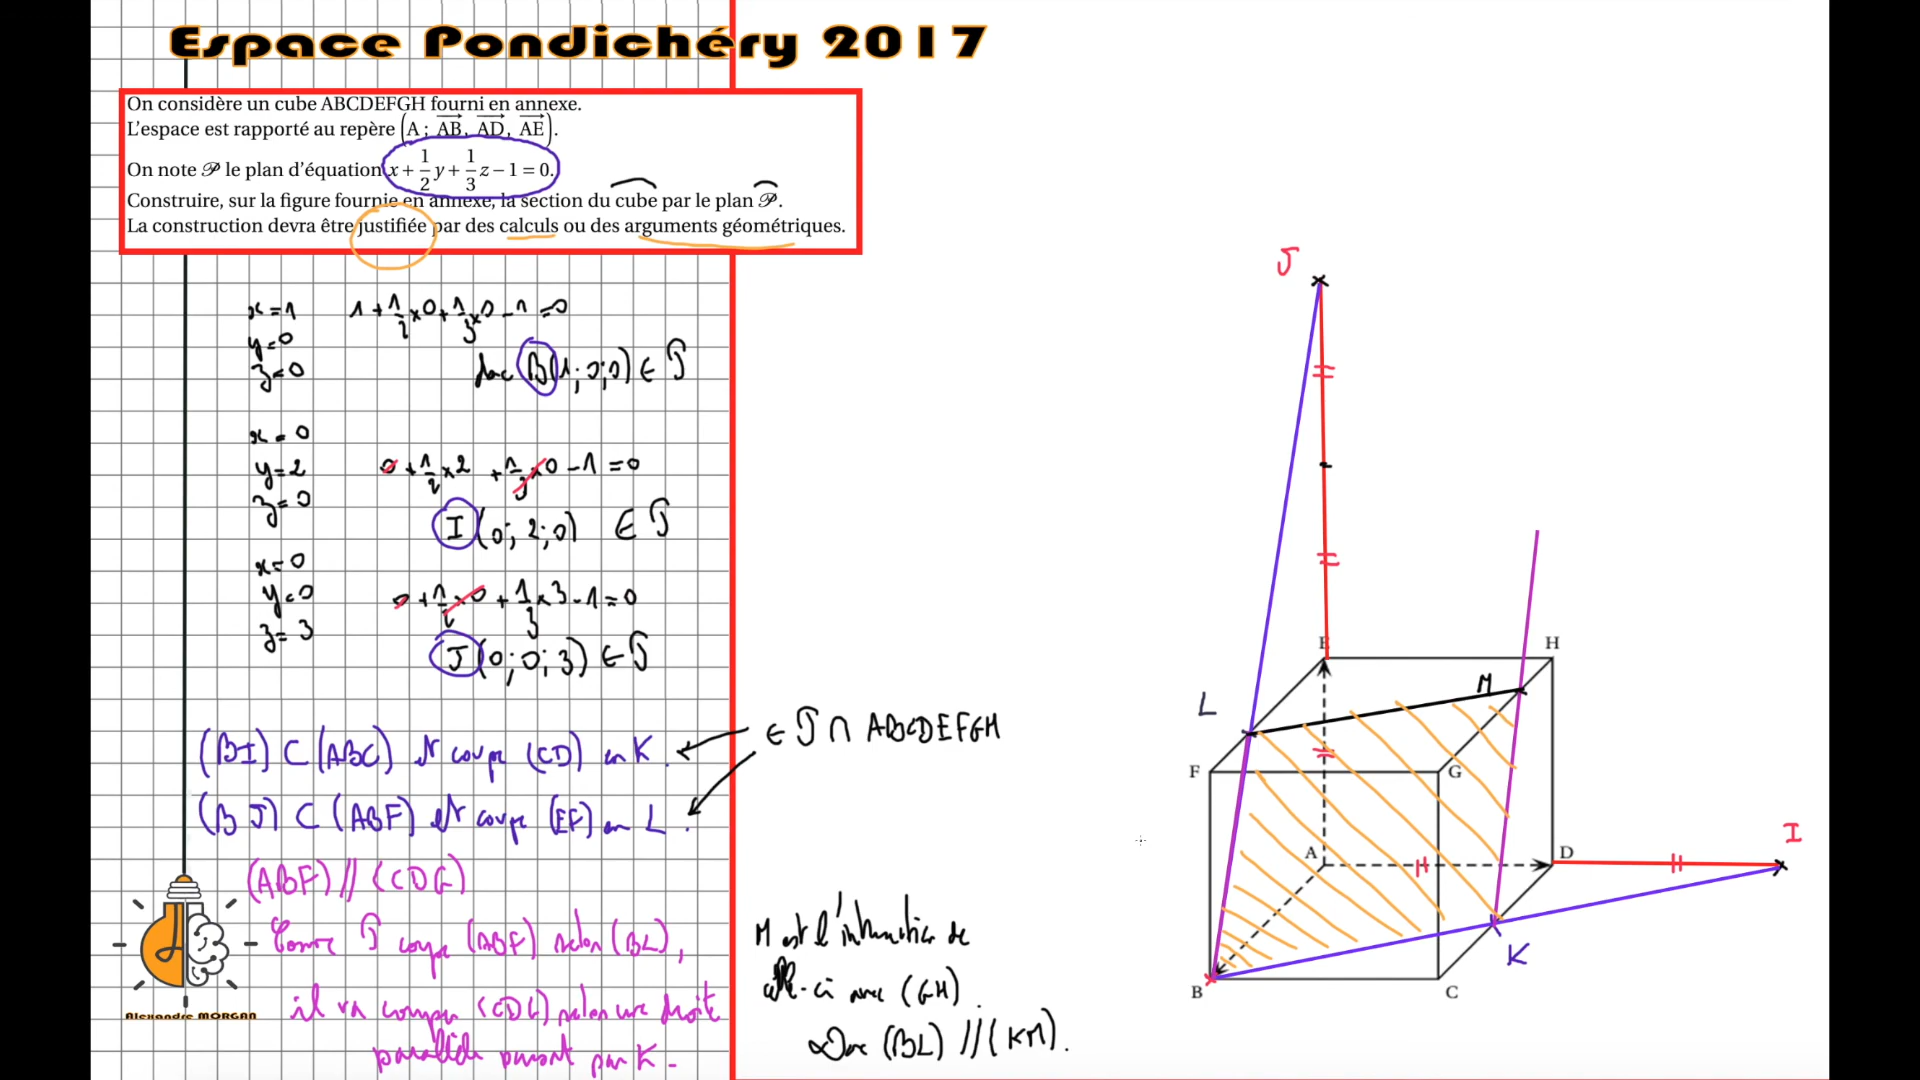 Espace Pondichéry 2017
On considère un cube ABCDEFGH fourni en annexe.
L'espace est rapporté au repère (A ; AB, AD, AE).
On note 𝒫 le plan d'équation x + 1/2 y + 1/3 z − 1 = 0.
Construire, sur la figure fournie en annexe, la section du cube par le plan 𝒫.
La construction devra être justifiée par des calculs ou des arguments géométriques.
x = 1
y = 0
z = 0
1 + 1/2 × 0 + 1/3 × 0 − 1 = 0
donc B(1; 0; 0) ∈ P
x = 0
y = 2
z = 0
0 + 1/2 × 2 + 1/3 × 0 − 1 = 0
I (0; 2; 0) ∈ P
x = 0
y = 0
z = 3
0 + 1/2 × 0 + 1/3 × 3 − 1 = 0
J (0; 0; 3) ∈ P
(BI) ⊂ (ABC) et coupe (CD) en K.
(BJ) ⊂ (ABF) et coupe (EF) en L.
∈ P ∩ ABCDEFGH
(ABF) // (CDG)
Comme P coupe (ABF) selon (BL),
il va couper (CDG) selon une droite
parallèle passant par K.
M est l'intersection de
celle-ci avec (GH).
Donc (BL) // (KM).
Alexandre MORGAN
J
E
H
M
L
F
G
A
D
I
K
B
C